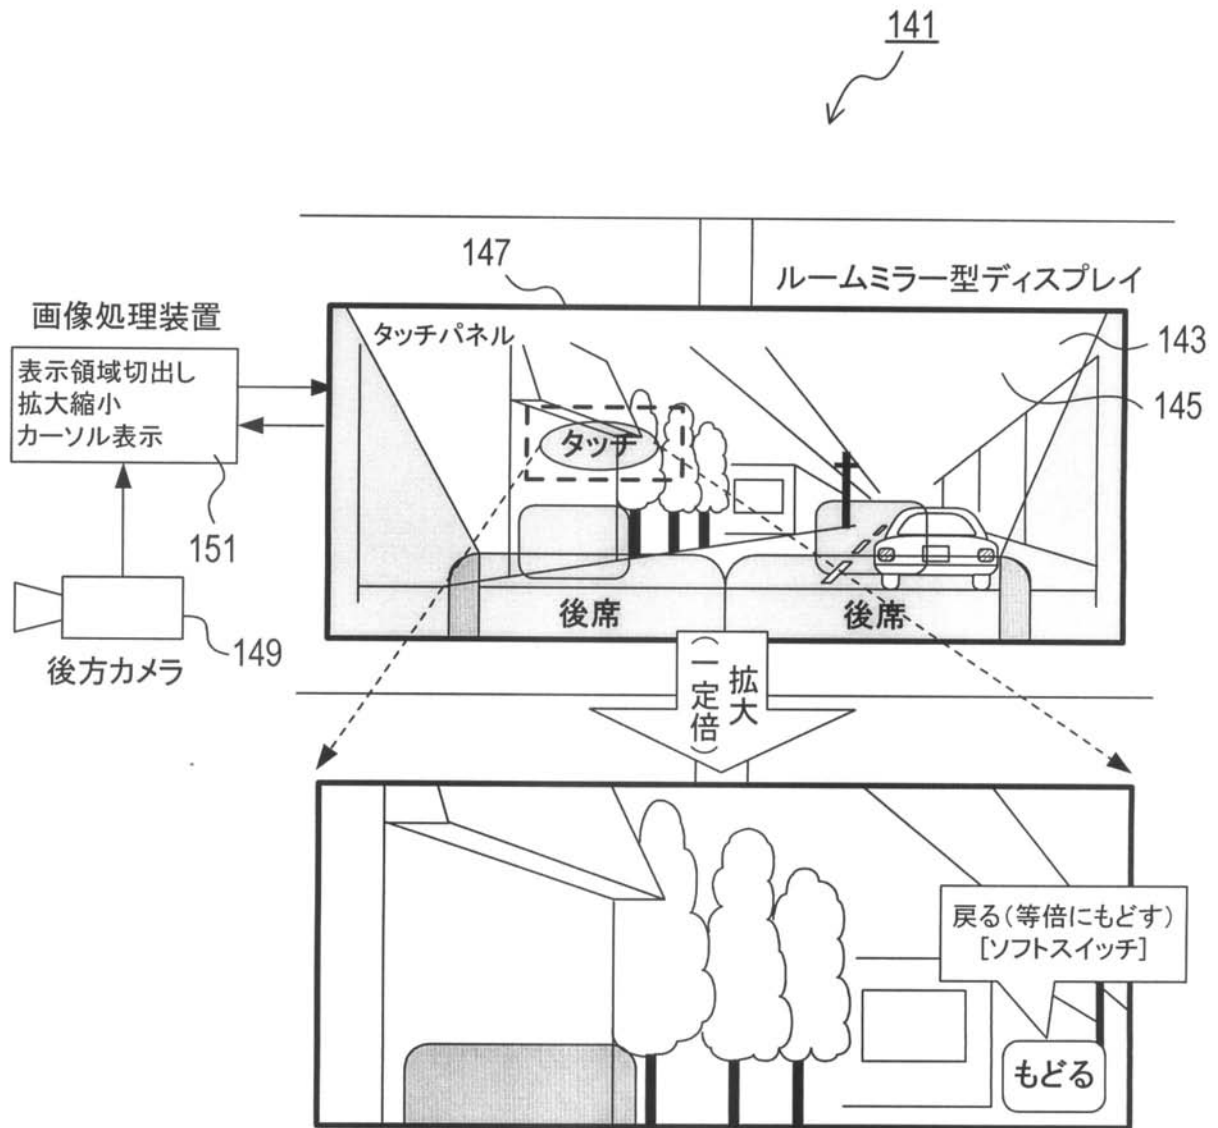 141
147
ルームミラー型ディスプレイ
画像処理装置
タッチパネル
143
表示領域切出し
拡大縮小
カーソル表示
145
タッチ
151
後席
後席
149
後方カメラ
拡大
(一定倍)
戻る(等倍にもどす)
[ソフトスイッチ]
もどる